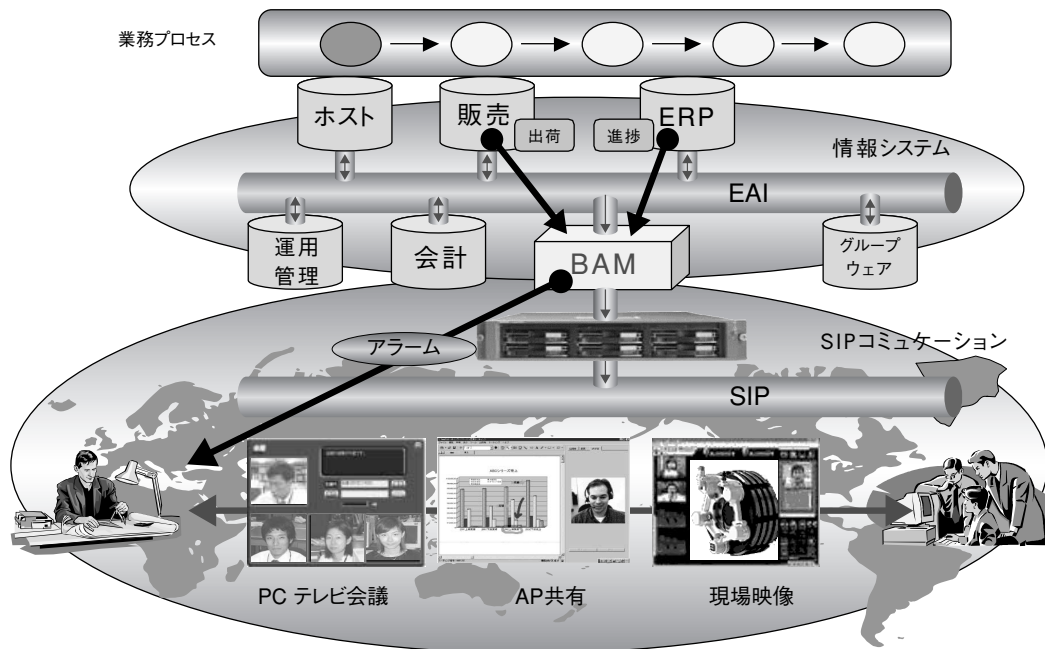 業務プロセス
ホスト
販売
ERP
出荷
進捗
情報システム
EAI
運用
管理
会計
BAM
グループ
ウェア
アラーム
SIPコミュケーション
SIP
PC テレビ会議
AP共有
現場映像